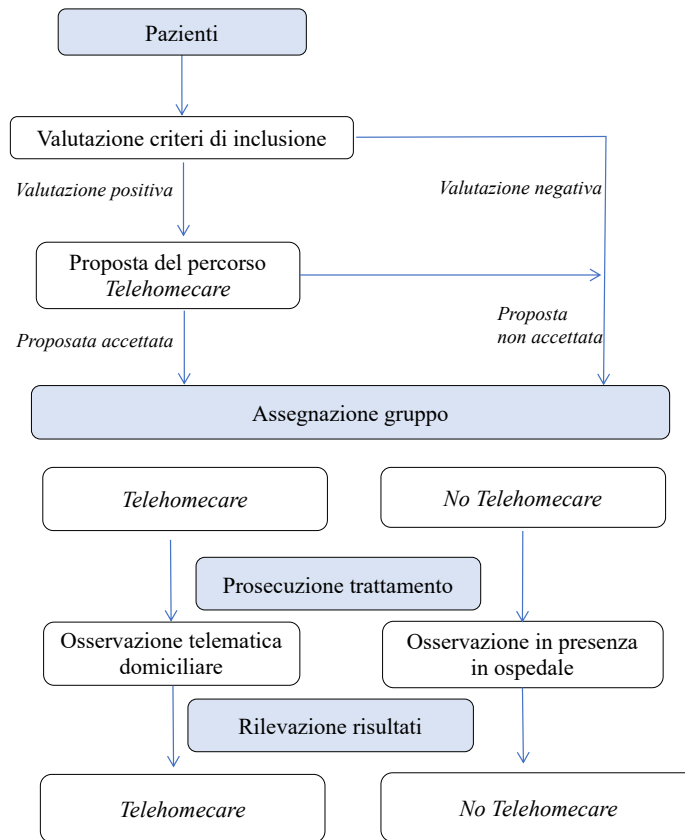 Pazienti
Valutazione criteri di inclusione
Valutazione positiva
Valutazione negativa
Proposta del percorso
Telehomecare
Proposata accettata
Proposta
non accettata
Assegnazione gruppo
Telehomecare
No Telehomecare
Prosecuzione trattamento
Osservazione telematica
domiciliare
Osservazione in presenza
in ospedale
Rilevazione risultati
Telehomecare
No Telehomecare